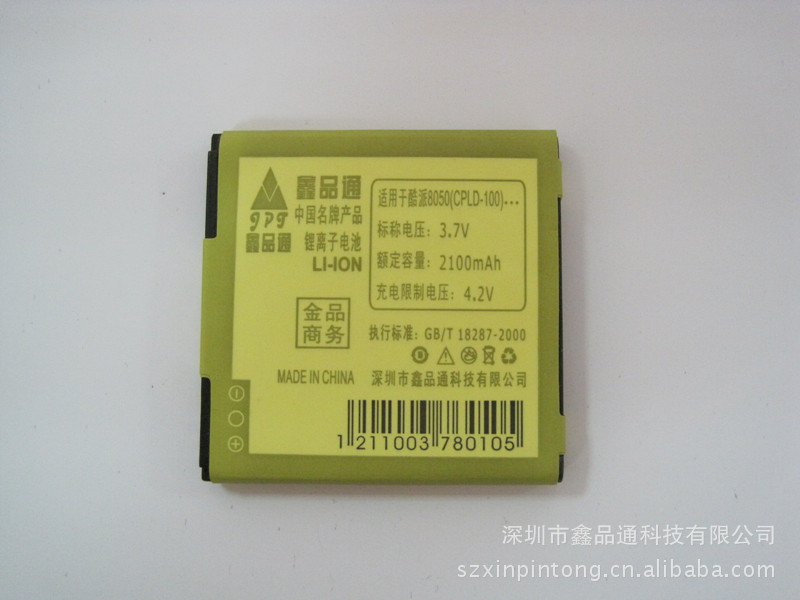 鑫品通
中国名牌产品
锂离子电池
LI-ION
JPT
鑫品通
适用于酷派8050(CPLD-100)...
标称电压：3.7V
额定容量：2100mAh
充电限制电压：4.2V
金品
商务
执行标准：GB/T 18287-2000
MADE IN CHINA
深圳市鑫品通科技有限公司
1 211003 780105
深圳市鑫品通科技有限公司
szxinpintong.cn.alibaba.com